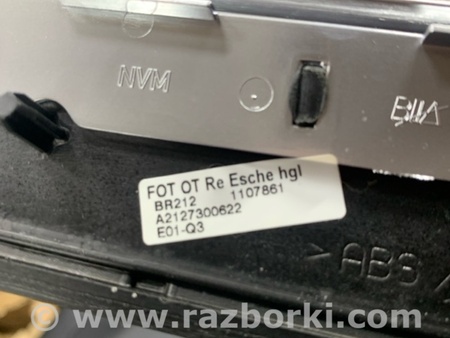 NVM
FOT OT Re Esche hgl
BR212 1107861
A2127300622
E01-Q3
> ABS
© www.razborki.com